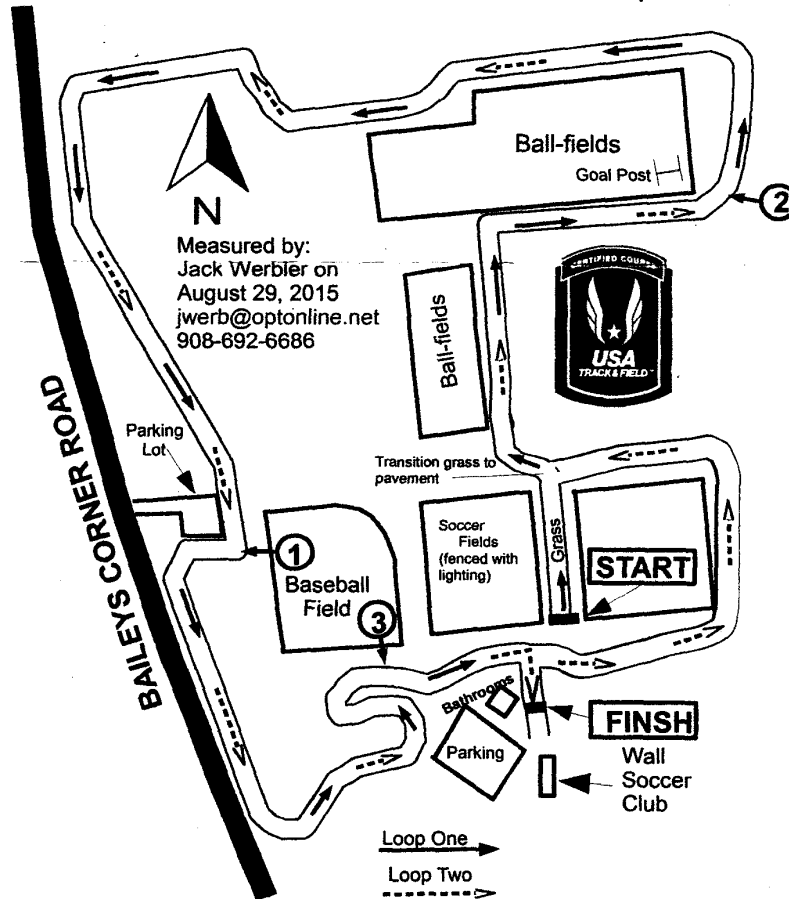 Ball-fields
Goal Post
2
N
Measured by:
Jack Werbler on
August 29, 2015
jwerb@optonline.net
908-692-6686
CERTIFIED COURSE
USA
TRACK & FIELD
Ball-fields
BAILEYS CORNER ROAD
Parking
Lot
Transition grass to
pavement
Soccer
Fields
(fenced with
lighting)
Grass
START
1
Baseball
Field
3
Bathrooms
FINSH
Parking
Wall
Soccer
Club
Loop One
Loop Two